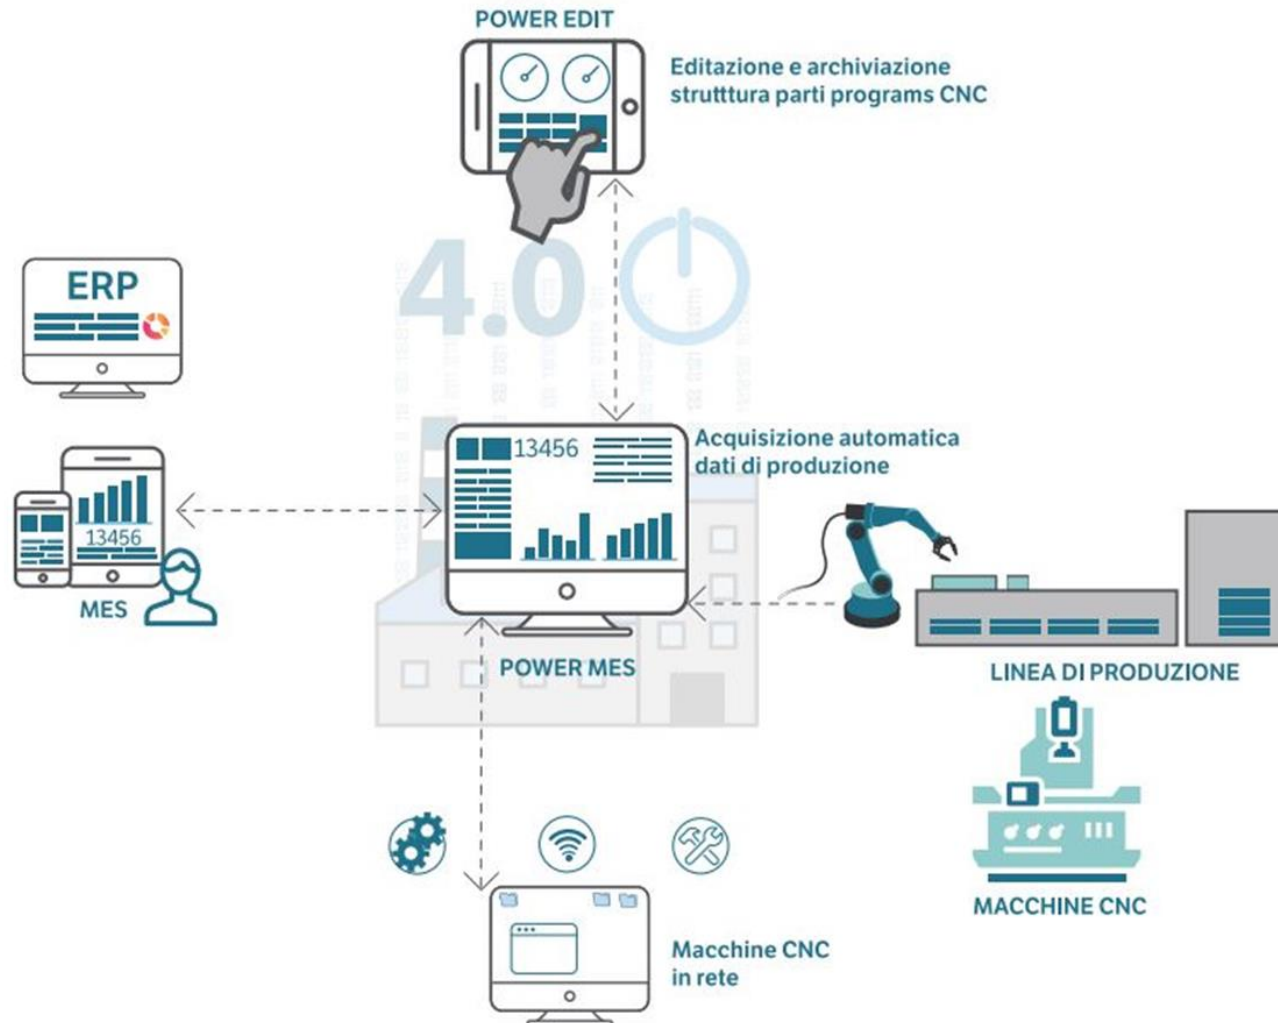 POWER EDIT
Editazione e archiviazione
strutttura parti programs CNC
4.0
ERP
13456
Acquisizione automatica
dati di produzione
13456
MES
POWER MES
LINEA DI PRODUZIONE
MACCHINE CNC
Macchine CNC
in rete